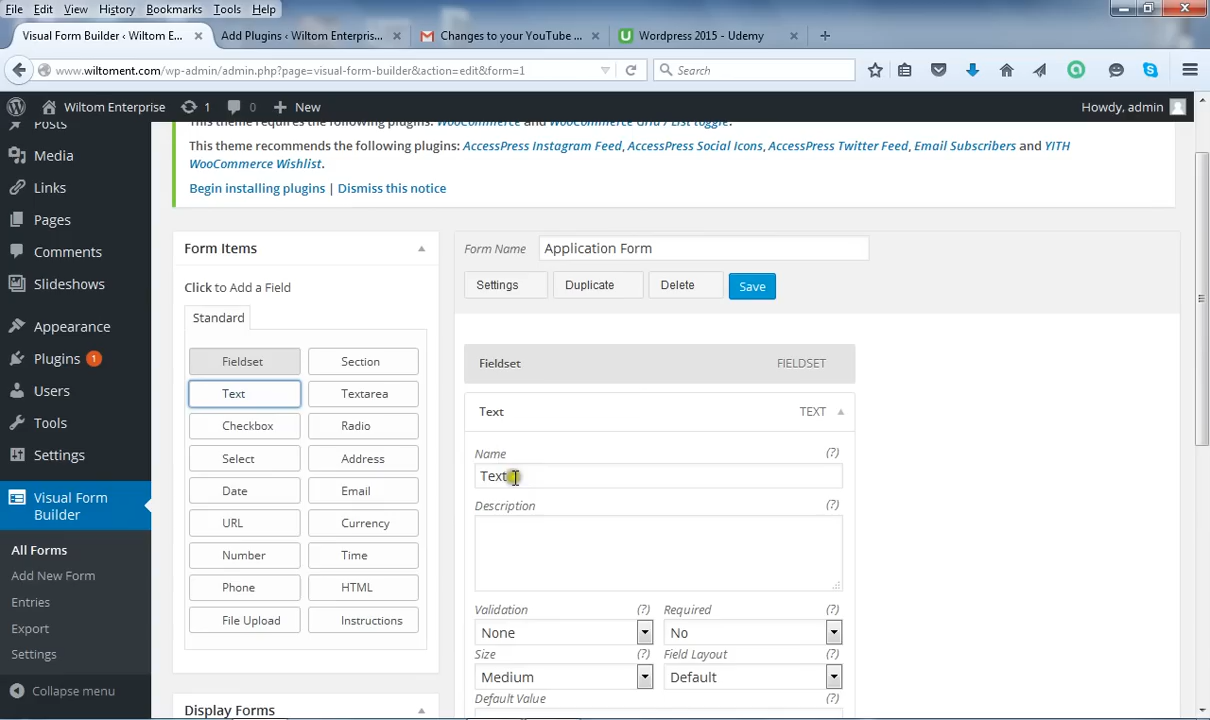 File Edit View History Bookmarks Tools Help
Visual Form Builder ‹ Wiltom E... × Add Plugins ‹ Wiltom Enterpris... × Changes to your YouTube ... × Wordpress 2015 - Udemy × +
www.wiltoment.com/wp-admin/admin.php?page=visual-form-builder&action=edit&form=1 Search
Wiltom Enterprise 1 0 + New Howdy, admin
This theme requires the following plugins: WooCommerce and WooCommerce Grid / List toggle.
This theme recommends the following plugins: AccessPress Instagram Feed, AccessPress Social Icons, AccessPress Twitter Feed, Email Subscribers and YITH
WooCommerce Wishlist.
Begin installing plugins | Dismiss this notice
Posts
Media
Links
Pages
Comments
Slideshows
Appearance
Plugins 1
Users
Tools
Settings
Visual Form
Builder
All Forms
Add New Form
Entries
Export
Settings
Collapse menu
Form Items
Click to Add a Field
Standard
Fieldset Section
Text Textarea
Checkbox Radio
Select Address
Date Email
URL Currency
Number Time
Phone HTML
File Upload Instructions
Display Forms
Form Name Application Form
Settings Duplicate Delete Save
Fieldset FIELDSET
Text TEXT
Name (?)
Text
Description (?)
Validation (?) Required (?)
None No
Size (?) Field Layout (?)
Medium Default
Default Value (?)